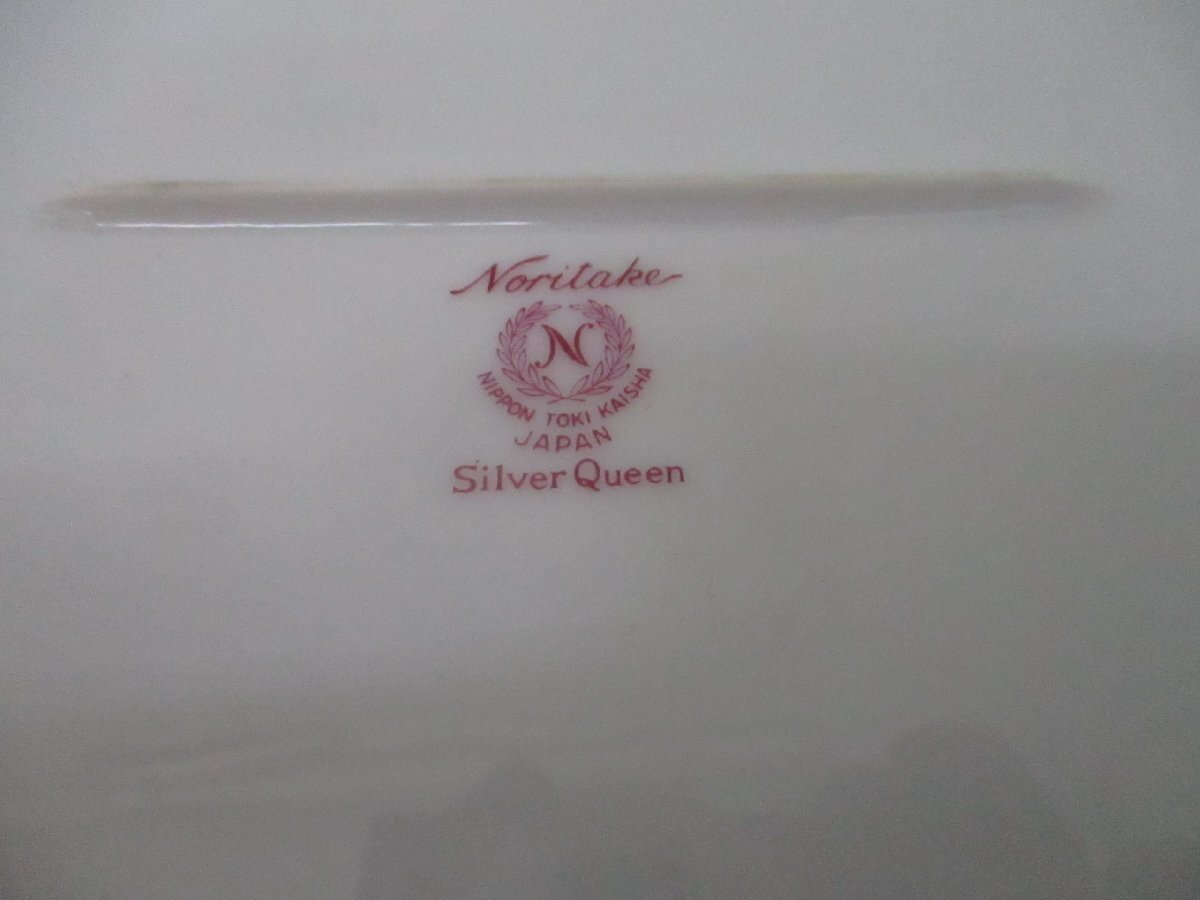 Noritake
N
NIPPON TOKI KAISHA
JAPAN
Silver Queen